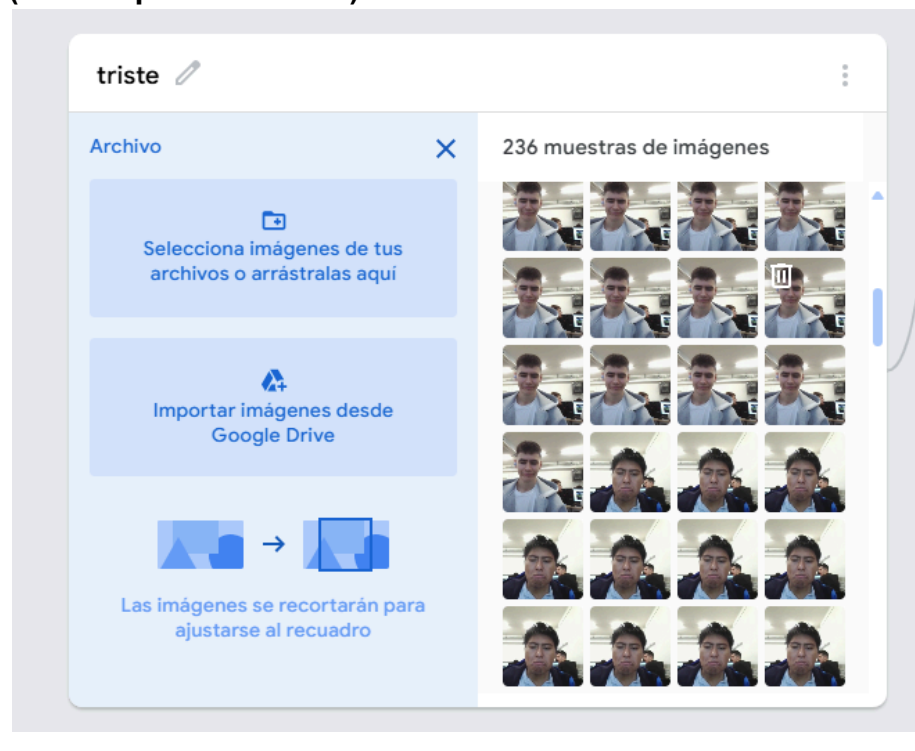 triste
Archivo
236 muestras de imágenes
Selecciona imágenes de tus
archivos o arrástralas aquí
Importar imágenes desde
Google Drive
Las imágenes se recortarán para
ajustarse al recuadro